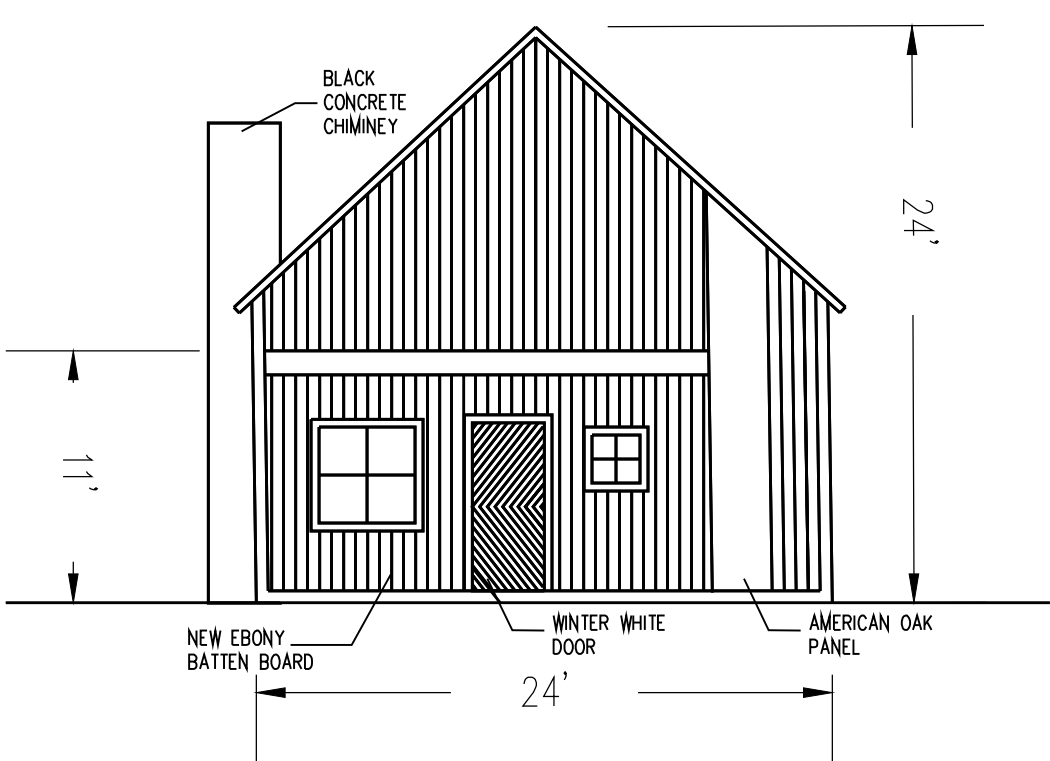 BLACK
CONCRETE
CHIMINEY
24'
11'
NEW EBONY
BATTEN BOARD
WINTER WHITE
DOOR
AMERICAN OAK
PANEL
24'